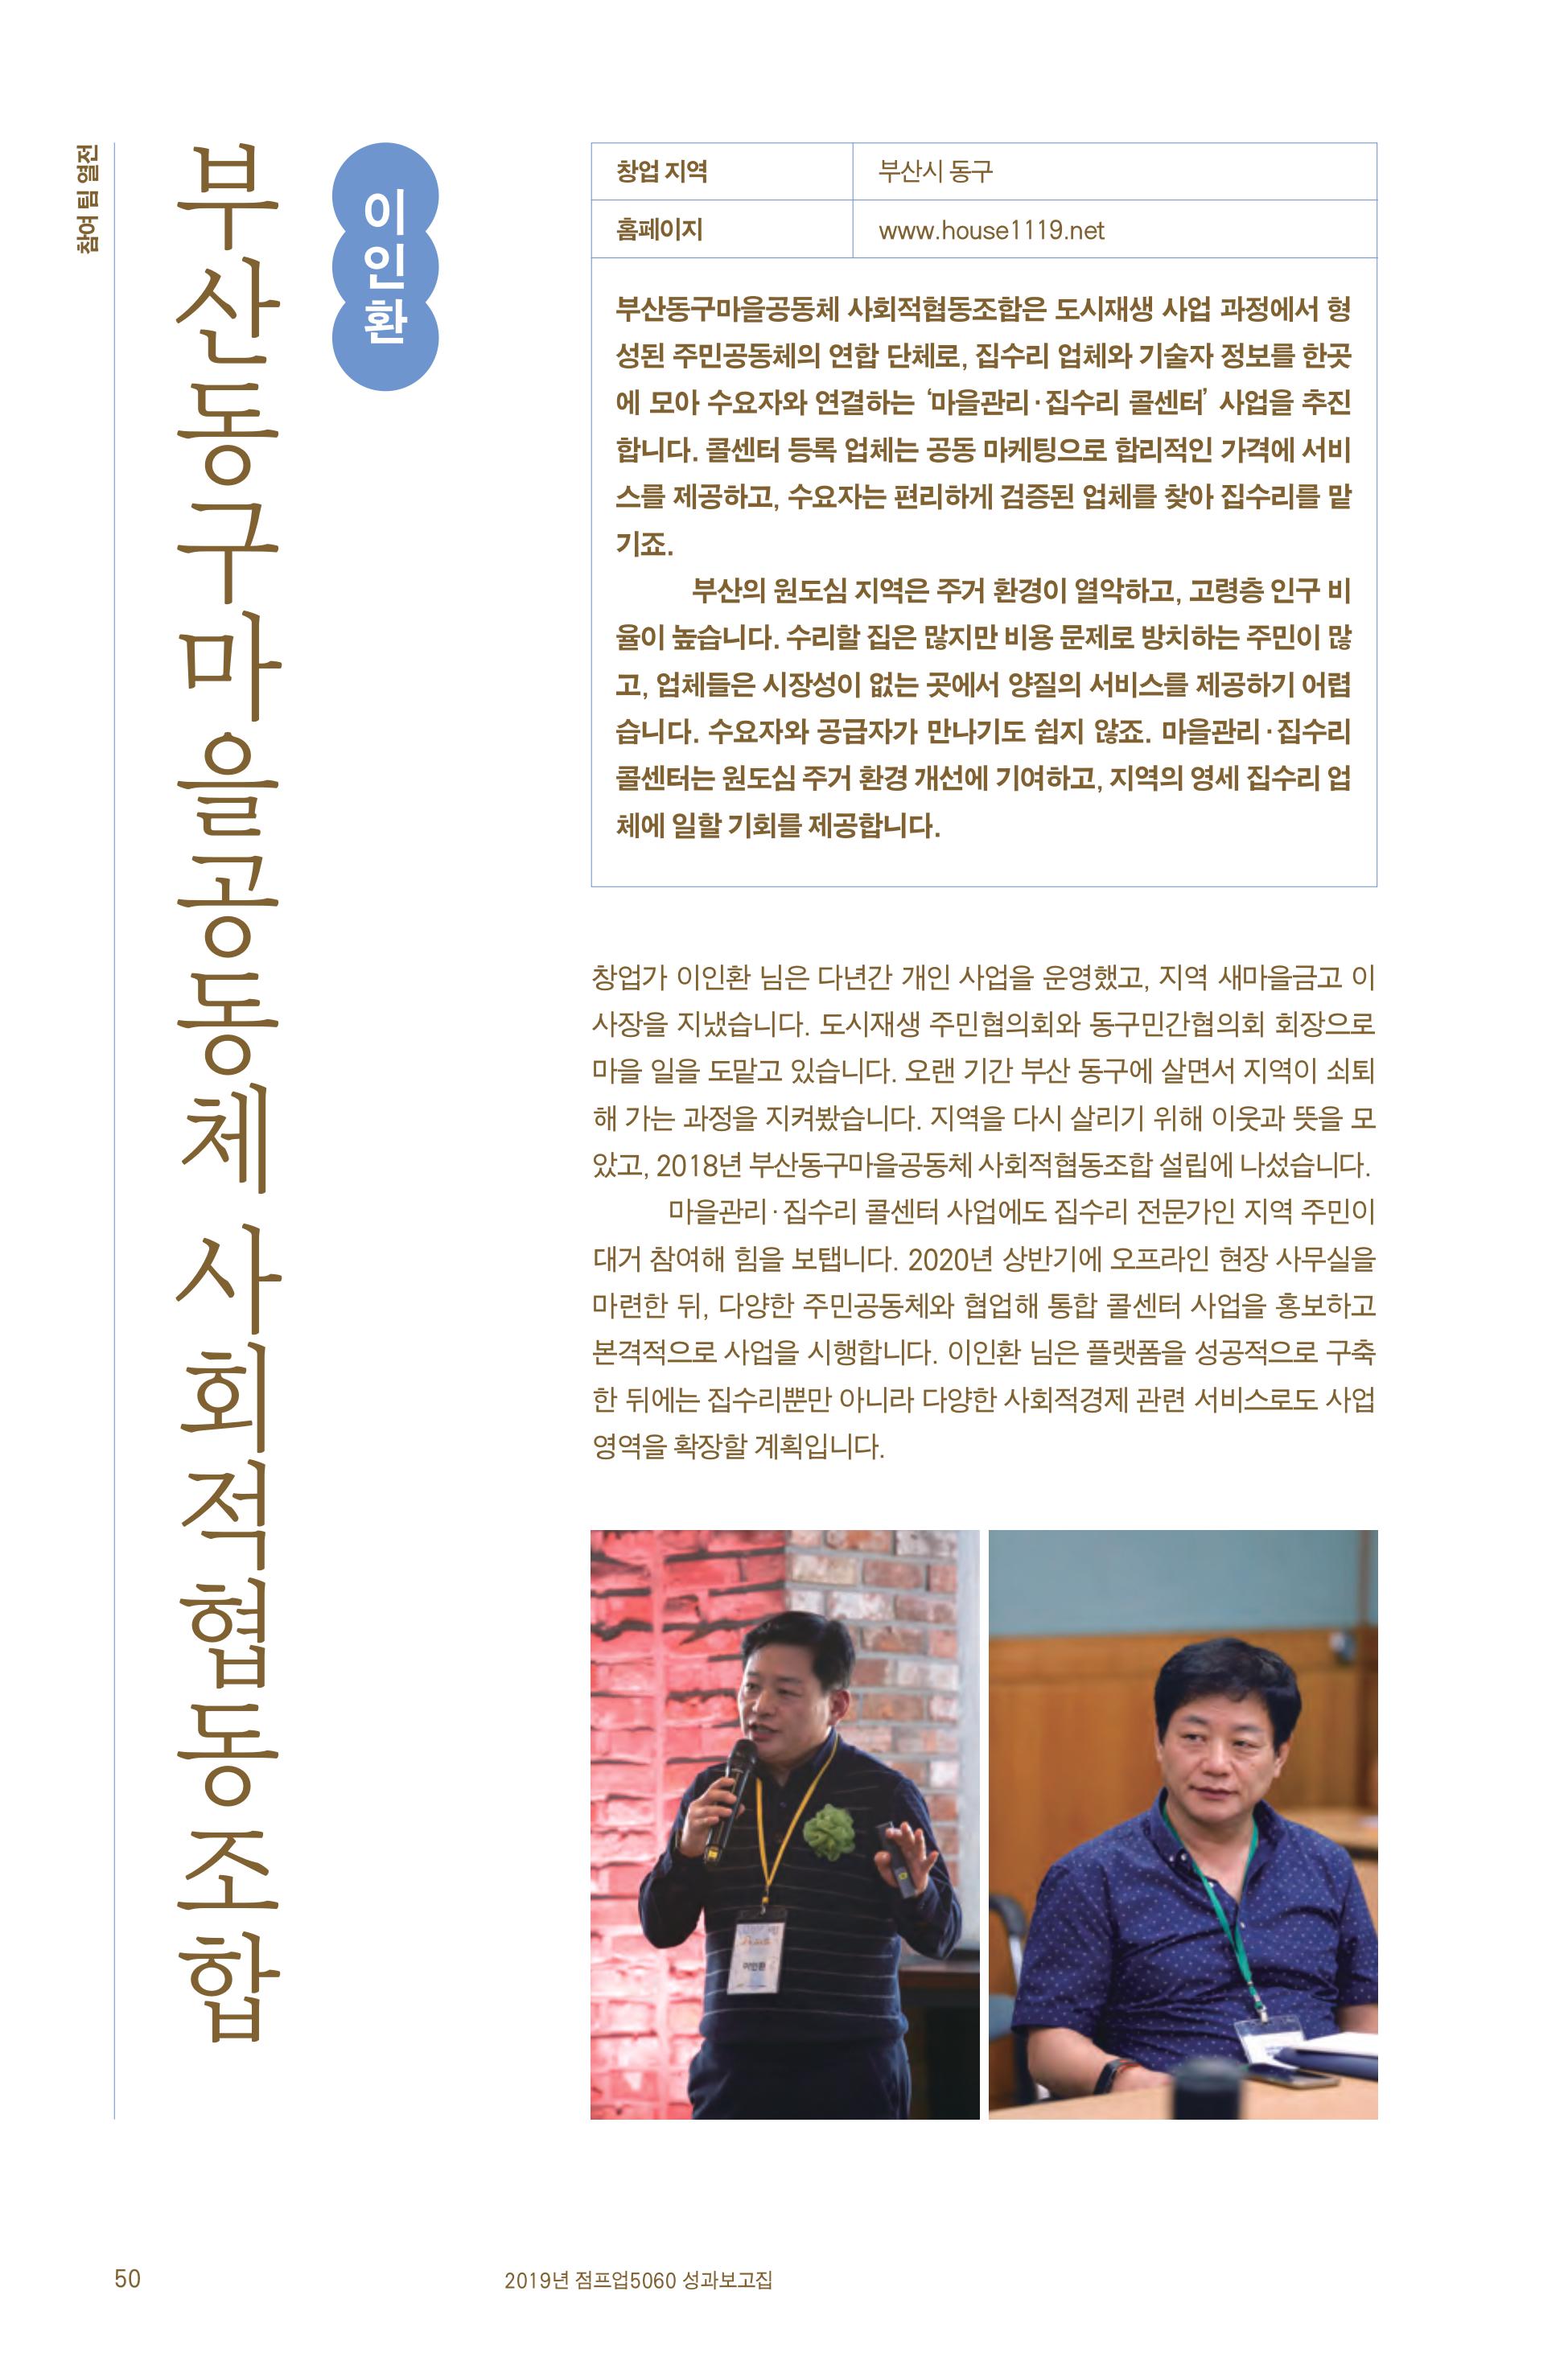 참여 팀 열전
부산동구마을공동체 사회적협동조합
이인환
창업 지역 부산시 동구
홈페이지 www.house1119.net
부산동구마을공동체 사회적협동조합은 도시재생 사업 과정에서 형
성된 주민공동체의 연합 단체로, 집수리 업체와 기술자 정보를 한곳
에 모아 수요자와 연결하는 ‘마을관리·집수리 콜센터’ 사업을 추진
합니다. 콜센터 등록 업체는 공동 마케팅으로 합리적인 가격에 서비
스를 제공하고, 수요자는 편리하게 검증된 업체를 찾아 집수리를 맡
기죠.
부산의 원도심 지역은 주거 환경이 열악하고, 고령층 인구 비
율이 높습니다. 수리할 집은 많지만 비용 문제로 방치하는 주민이 많
고, 업체들은 시장성이 없는 곳에서 양질의 서비스를 제공하기 어렵
습니다. 수요자와 공급자가 만나기도 쉽지 않죠. 마을관리·집수리
콜센터는 원도심 주거 환경 개선에 기여하고, 지역의 영세 집수리 업
체에 일할 기회를 제공합니다.
창업가 이인환 님은 다년간 개인 사업을 운영했고, 지역 새마을금고 이
사장을 지냈습니다. 도시재생 주민협의회와 동구민간협의회 회장으로
마을 일을 도맡고 있습니다. 오랜 기간 부산 동구에 살면서 지역이 쇠퇴
해 가는 과정을 지켜봤습니다. 지역을 다시 살리기 위해 이웃과 뜻을 모
았고, 2018년 부산동구마을공동체 사회적협동조합 설립에 나섰습니다.
마을관리·집수리 콜센터 사업에도 집수리 전문가인 지역 주민이
대거 참여해 힘을 보탭니다. 2020년 상반기에 오프라인 현장 사무실을
마련한 뒤, 다양한 주민공동체와 협업해 통합 콜센터 사업을 홍보하고
본격적으로 사업을 시행합니다. 이인환 님은 플랫폼을 성공적으로 구축
한 뒤에는 집수리뿐만 아니라 다양한 사회적경제 관련 서비스로도 사업
영역을 확장할 계획입니다.
이인환
50
2019년 점프업5060 성과보고집